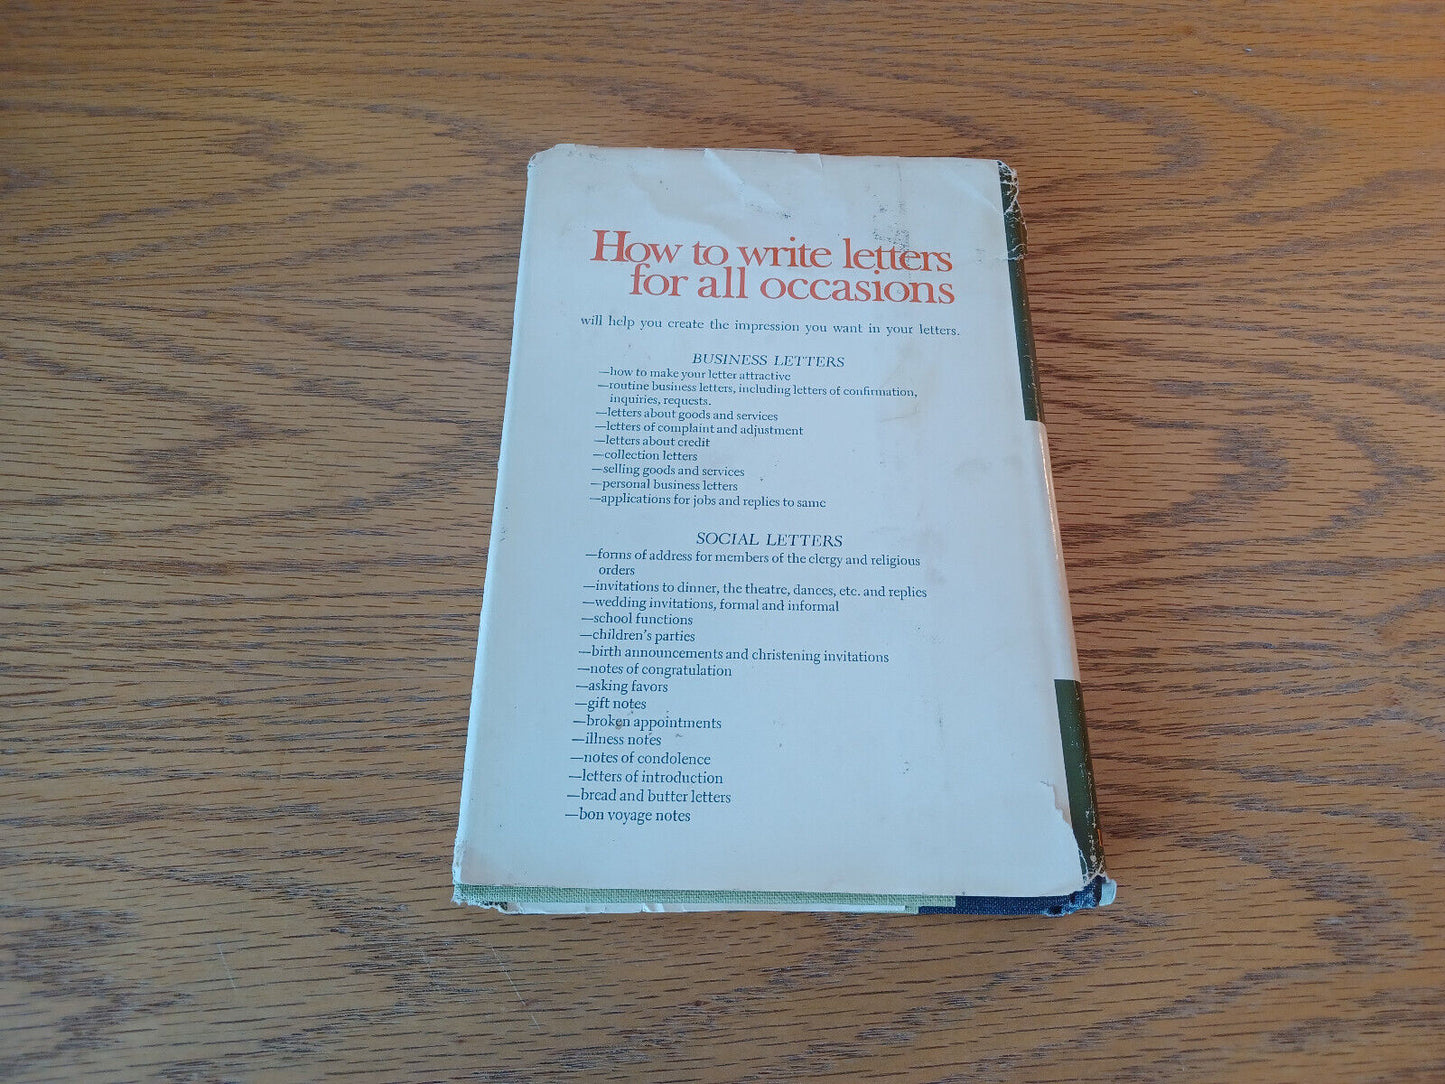 How to write letters
for all occasions
will help you create the impression you want in your letters.
BUSINESS LETTERS
—how to make your letter attractive
—routine business letters, including letters of confirmation,
inquiries, requests.
—letters about goods and services
—letters of complaint and adjustment
—letters about credit
—collection letters
—selling goods and services
—personal business letters
—applications for jobs and replies to same
SOCIAL LETTERS
—forms of address for members of the clergy and religious
orders
—invitations to dinner, the theatre, dances, etc. and replies
—wedding invitations, formal and informal
—school functions
—children's parties
—birth announcements and christening invitations
—notes of congratulation
—asking favors
—gift notes
—broken appointments
—illness notes
—notes of condolence
—letters of introduction
—bread and butter letters
—bon voyage notes